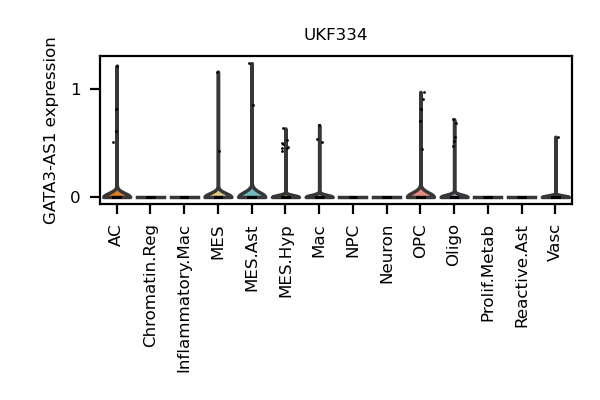 UKF334
GATA3-AS1 expression
1
0
AC
Chromatin.Reg
Inflammatory.Mac
MES
MES.Ast
MES.Hyp
Mac
NPC
Neuron
OPC
Oligo
Prolif.Metab
Reactive.Ast
Vasc